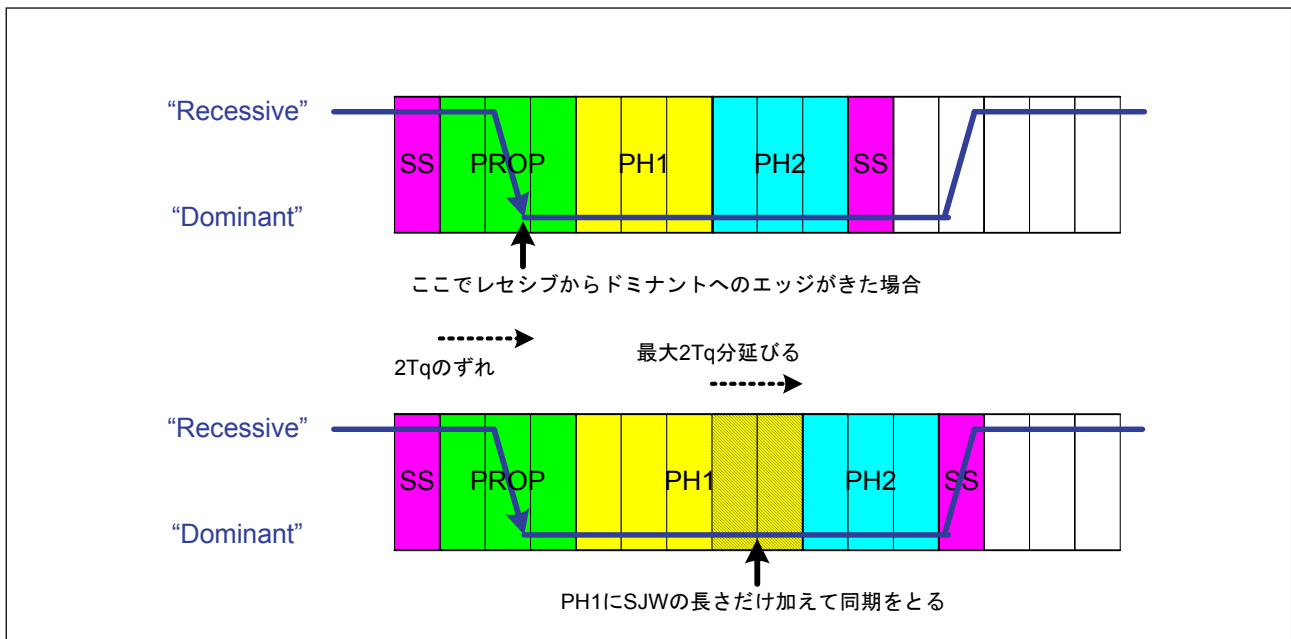 “Recessive”
SS PROP PH1 PH2 SS
“Dominant”
ここでレセシブからドミナントへのエッジがきた場合
2Tqのずれ
最大2Tq分延びる
“Recessive”
SS PROP PH1 PH2 SS
“Dominant”
PH1にSJWの長さだけ加えて同期をとる